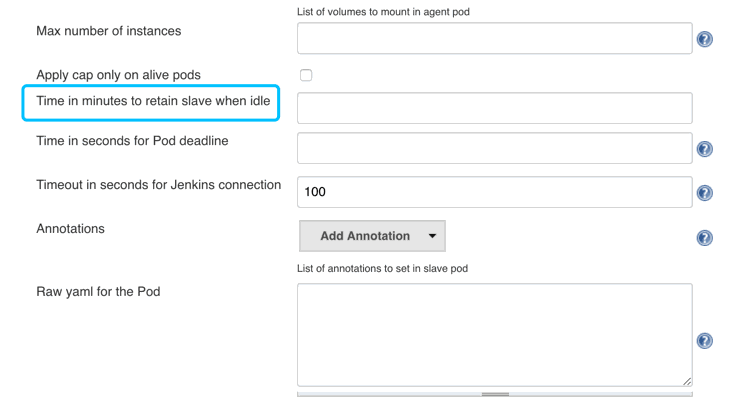 List of volumes to mount in agent pod
Max number of instances
Apply cap only on alive pods
Time in minutes to retain slave when idle
Time in seconds for Pod deadline
Timeout in seconds for Jenkins connection
100
Annotations
Add Annotation
List of annotations to set in slave pod
Raw yaml for the Pod